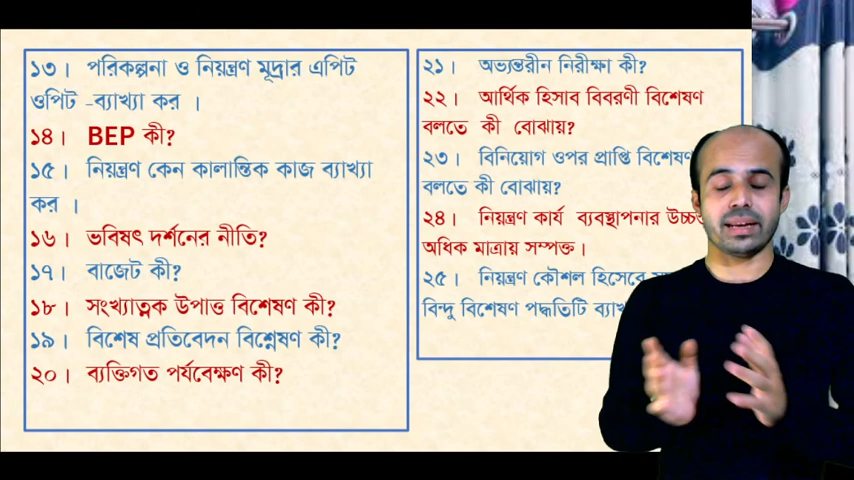 ১৩। পরিকল্পনা ও নিয়ন্ত্রণ মূদ্রার এপিট
ওপিট -ব্যাখ্যা কর ।
১৪। BEP কী?
১৫। নিয়ন্ত্রণ কেন কালান্তিক কাজ ব্যাখ্যা
কর ।
১৬। ভবিষৎ দর্শনের নীতি?
১৭। বাজেট কী?
১৮। সংখ্যাত্নক উপাত্ত বিশেষণ কী?
১৯। বিশেষ প্রতিবেদন বিশ্লেষণ কী?
২০। ব্যক্তিগত পর্যবেক্ষণ কী?
২১। অভ্যন্তরীন নিরীক্ষা কী?
২২। আর্থিক হিসাব বিবরণী বিশেষণ
বলতে কী বোঝায়?
২৩। বিনিয়োগ ওপর প্রাপ্তি বিশেষণ
বলতে কী বোঝায়?
২৪। নিয়ন্ত্রণ কার্য ব্যবস্থাপনার
অধিক মাত্রায় সম্পক্ত।
২৫। নিয়ন্ত্রণ কৌশল হিসেবে
বিন্দু বিশেষণ পদ্ধতিটি